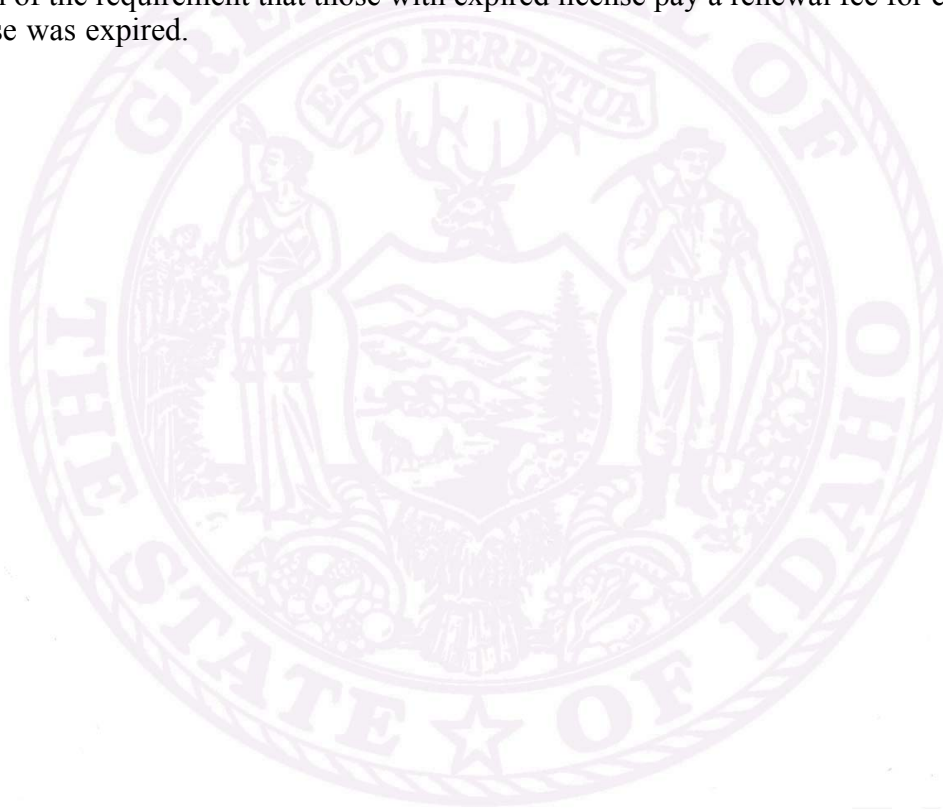 of the requirement that those with expired license pay a renewal fee for
se was expired.
ESTO PERPETUA
OF
THE STATE OF IDAHO